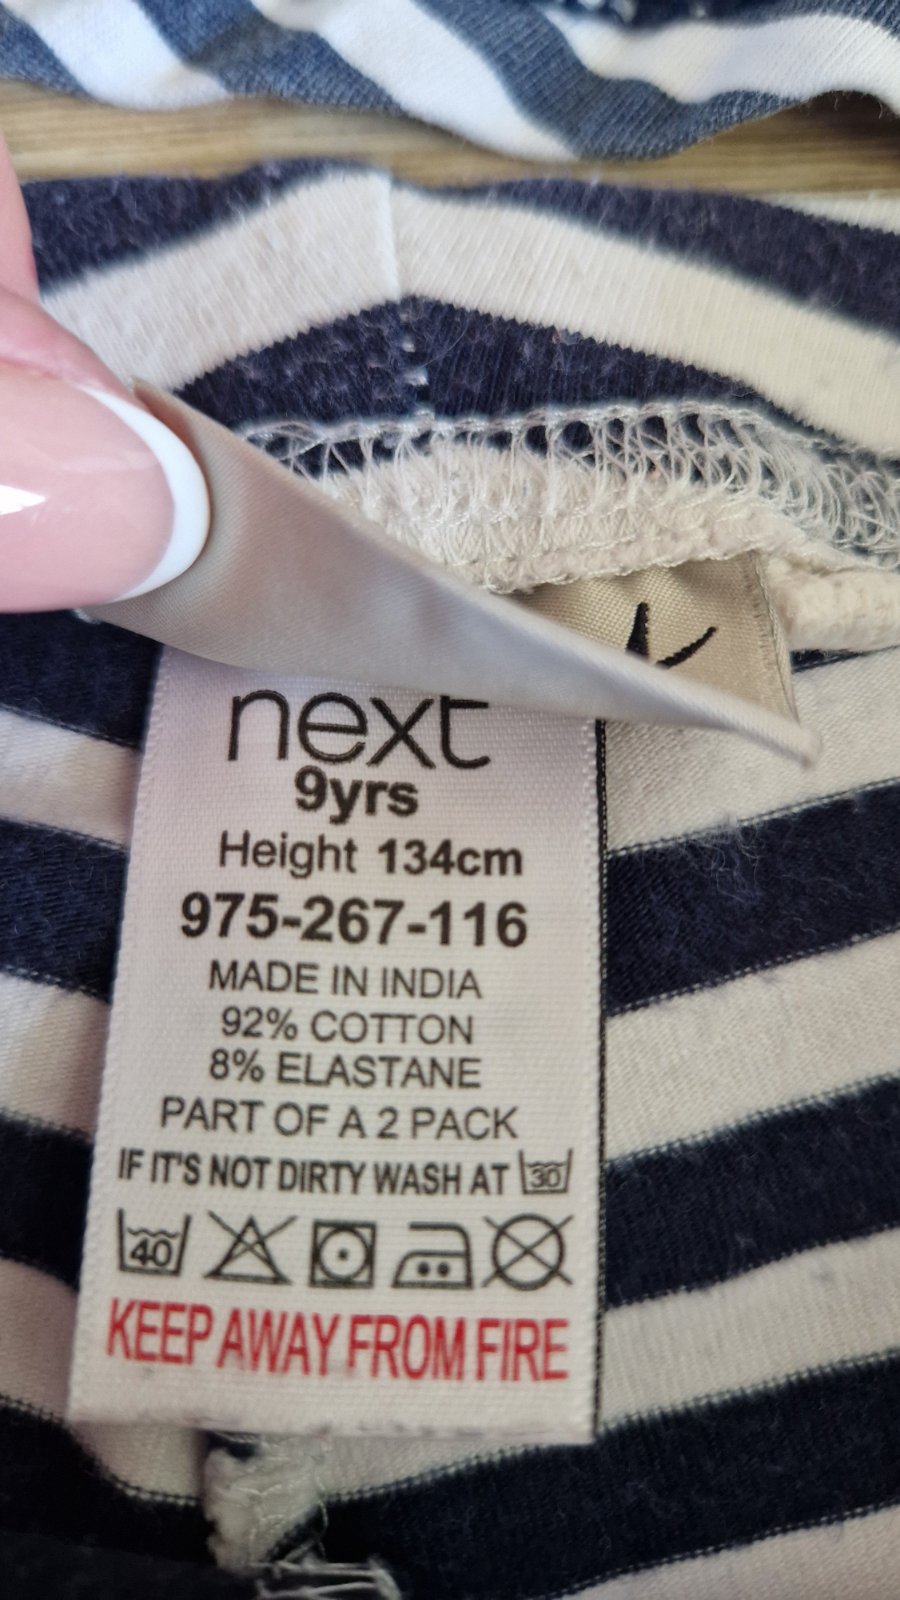 next
9yrs
Height 134cm
975-267-116
MADE IN INDIA
92% COTTON
8% ELASTANE
PART OF A 2 PACK
IF IT'S NOT DIRTY WASH AT 30
40
KEEP AWAY FROM FIRE